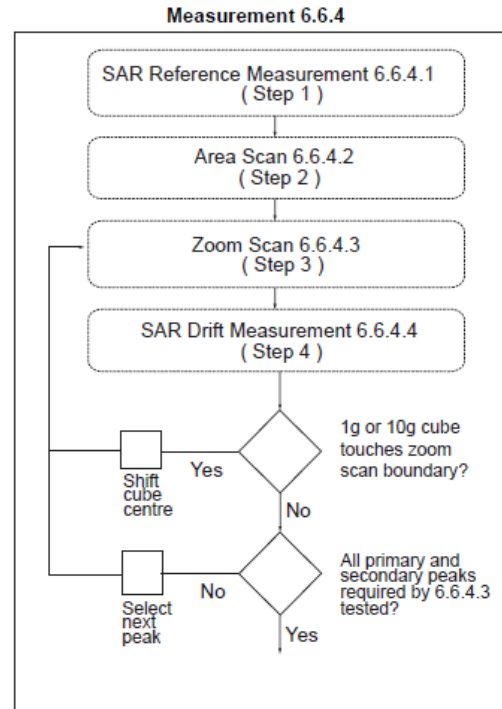 Measurement 6.6.4
SAR Reference Measurement 6.6.4.1
( Step 1 )
Area Scan 6.6.4.2
( Step 2 )
Zoom Scan 6.6.4.3
( Step 3 )
SAR Drift Measurement 6.6.4.4
( Step 4 )
1g or 10g cube
touches zoom
scan boundary?
Yes
Shift
cube
centre
No
All primary and
secondary peaks
required by 6.6.4.3
tested?
No
Select
next
peak
Yes